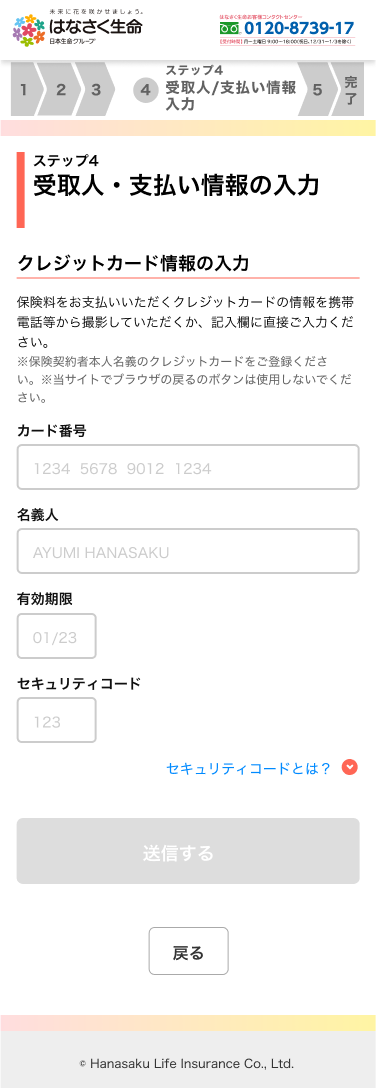 未来に花を咲かせましょう。
はなさく生命
日本生命グループ
はなさく生命お客様コンタクトセンター
0120-8739-17
【受付時間】月～土曜日 9:00～18:00(祝日、12/31～1/3を除く)
1
2
3
4
ステップ4
受取人/支払い情報
入力
5
完
了
ステップ4
受取人・支払い情報の入力
クレジットカード情報の入力
保険料をお支払いいただくクレジットカードの情報を携帯
電話等から撮影していただくか、記入欄に直接ご入力くだ
さい。
※保険契約者本人名義のクレジットカードをご登録くださ
い。※当サイトでブラウザの戻るのボタンは使用しないでくだ
さい。
カード番号
1234 5678 9012 1234
名義人
AYUMI HANASAKU
有効期限
01/23
セキュリティコード
123
セキュリティコードとは？
送信する
戻る
© Hanasaku Life Insurance Co., Ltd.